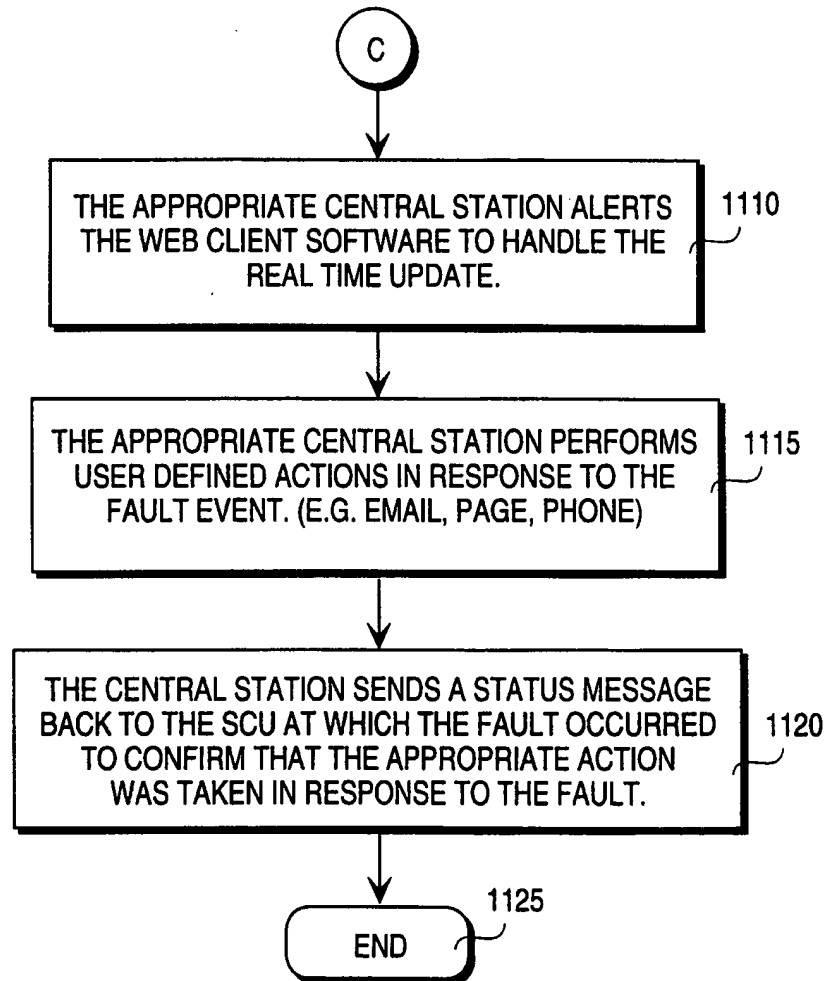 C
THE APPROPRIATE CENTRAL STATION ALERTS
THE WEB CLIENT SOFTWARE TO HANDLE THE
REAL TIME UPDATE.
1110
THE APPROPRIATE CENTRAL STATION PERFORMS
USER DEFINED ACTIONS IN RESPONSE TO THE
FAULT EVENT. (E.G. EMAIL, PAGE, PHONE)
1115
THE CENTRAL STATION SENDS A STATUS MESSAGE
BACK TO THE SCU AT WHICH THE FAULT OCCURRED
TO CONFIRM THAT THE APPROPRIATE ACTION
WAS TAKEN IN RESPONSE TO THE FAULT.
1120
END
1125